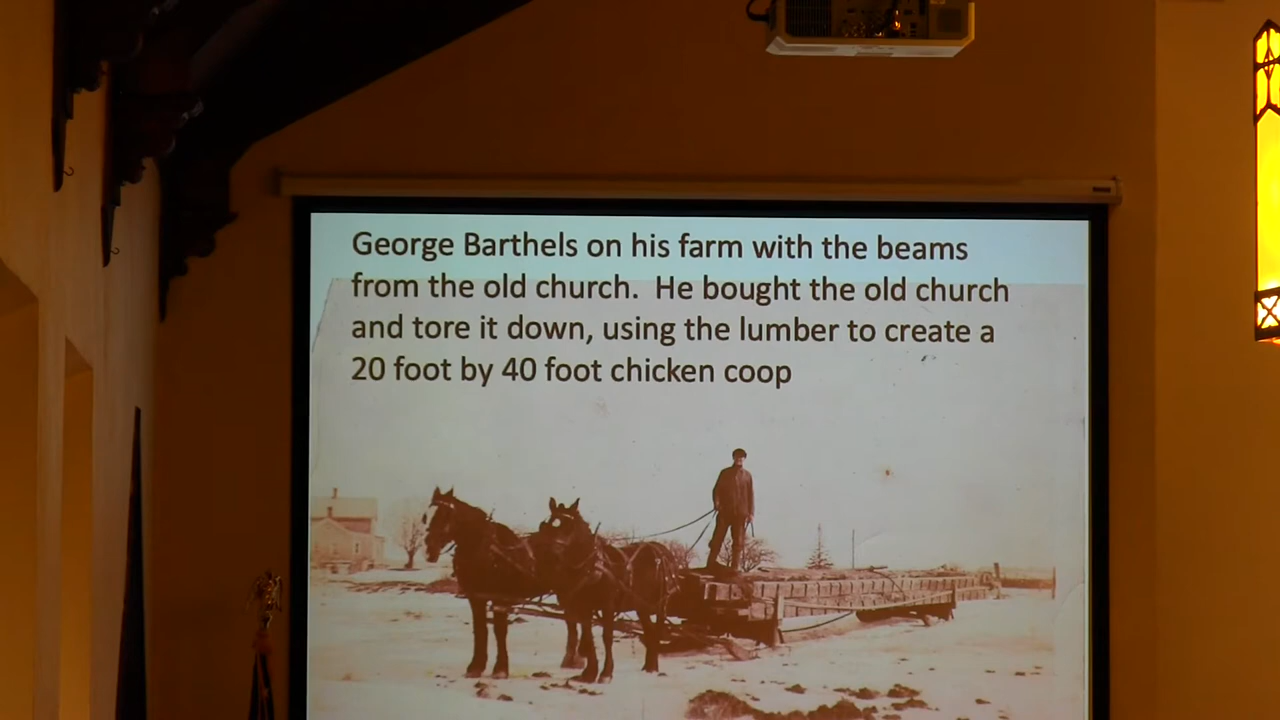 George Barthels on his farm with the beams
from the old church.  He bought the old church
and tore it down, using the lumber to create a
20 foot by 40 foot chicken coop